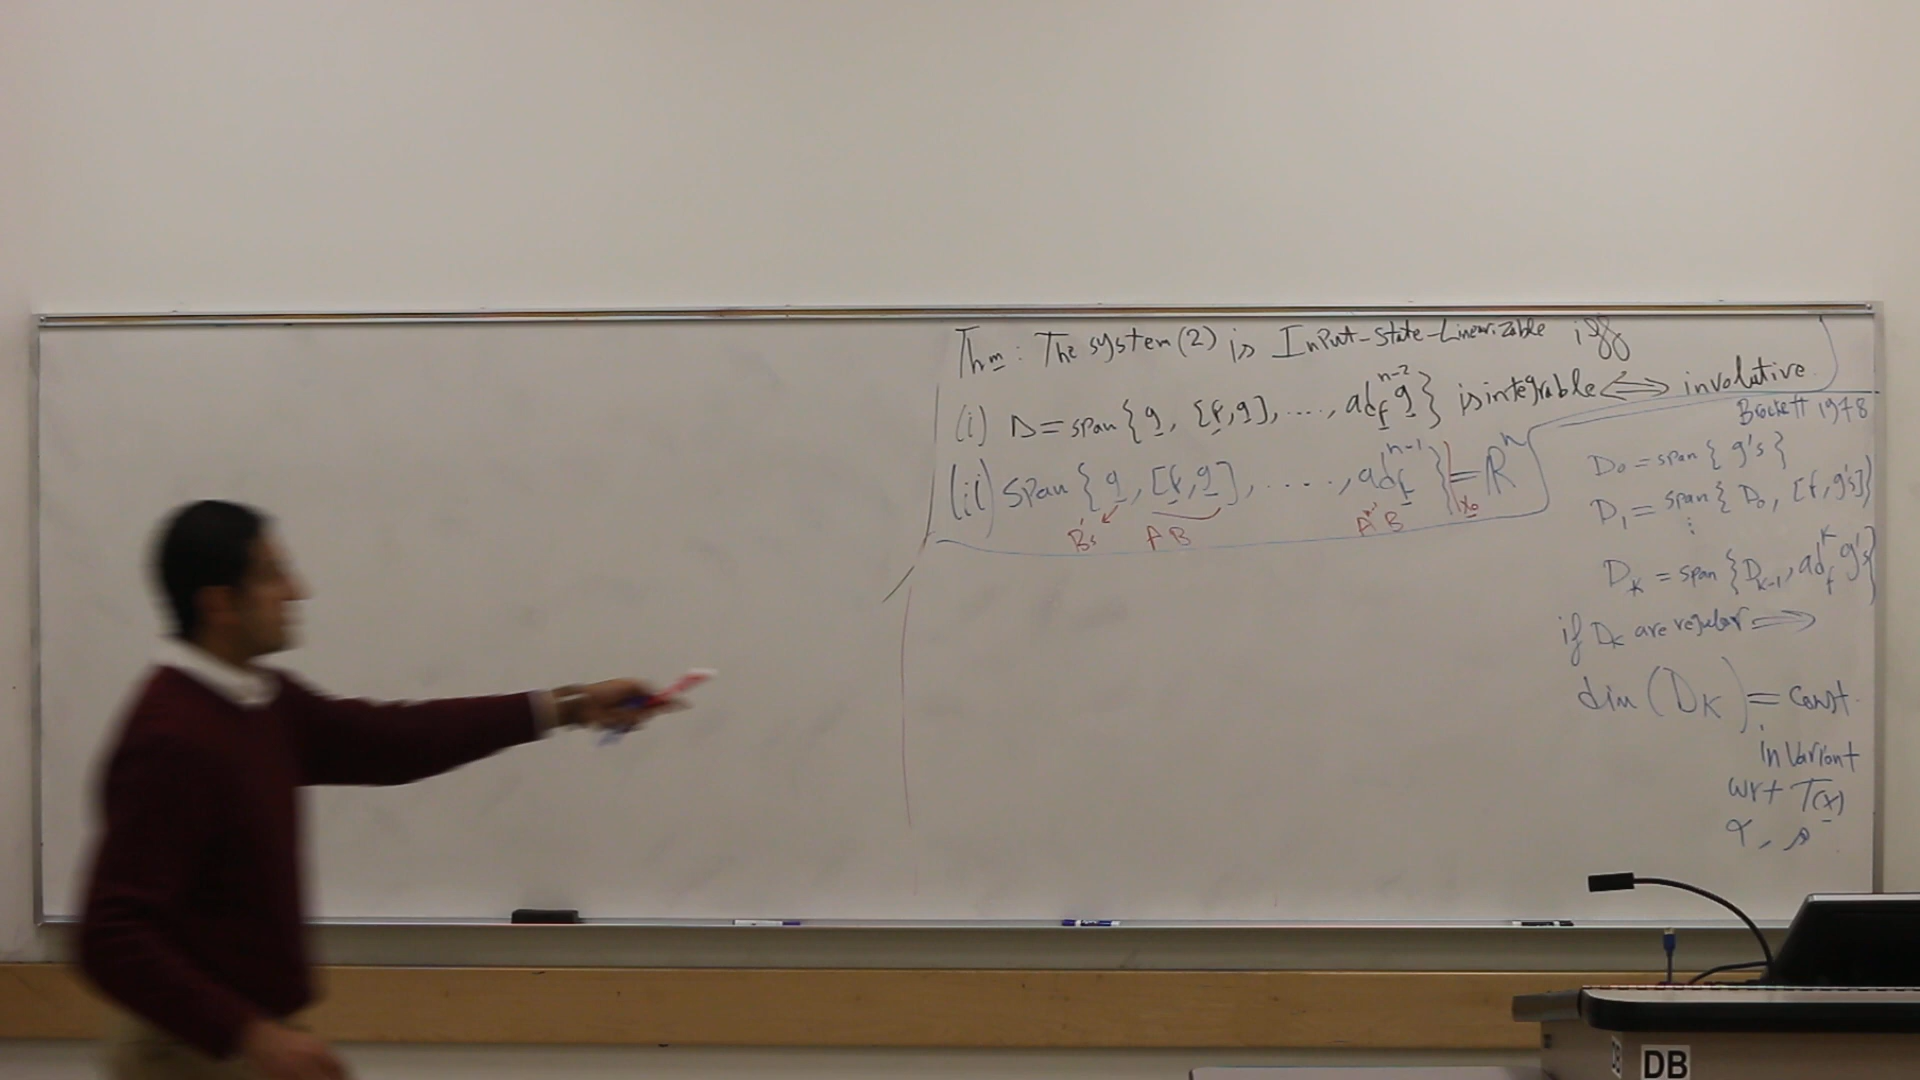 Thm: The system (2) is Input-State-Linearizable iff
(i) D = span { g, [f,g], ...., ad_f^{n-2} g } is integrable ⟺ involutive
(ii) span { g, [f,g], ....., ad_f^{n-1} }|_{x₀} = ℝⁿ
B's AB A^{n-1}B
Brockett 1978
D₀ = span { g's }
D₁ = span { D₀, [f, g's] }
⋮
D_K = span { D_{K-1}, ad_f^K g's }
if D_K are regular ⟹
dim (D_K) = const.
invariant
wrt T(x)
DB